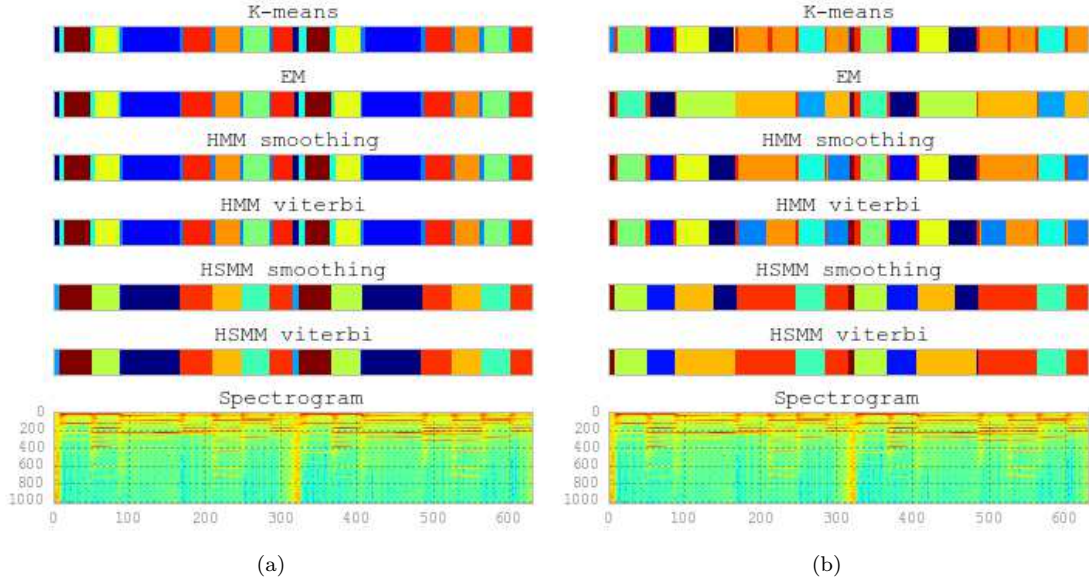 K-means
EM
HMM smoothing
HMM viterbi
HSMM smoothing
HSMM viterbi
Spectrogram
0
200
400
600
800
1000
0 100 200 300 400 500 600
(a)
K-means
EM
HMM smoothing
HMM viterbi
HSMM smoothing
HSMM viterbi
Spectrogram
0
200
400
600
800
1000
0 100 200 300 400 500 600
(b)